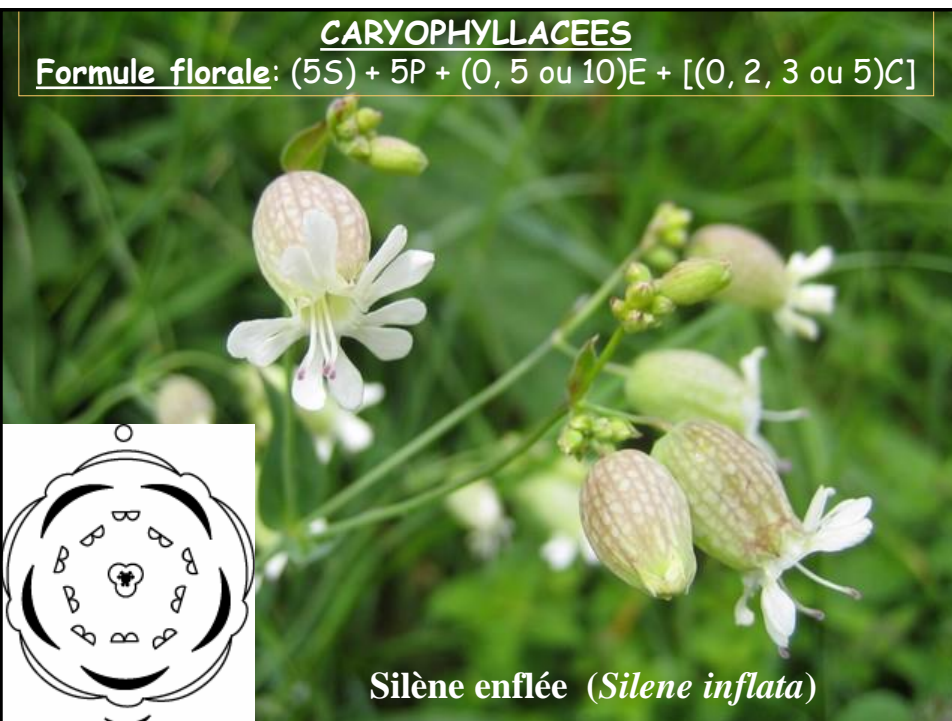 CARYOPHYLLACEES
Formule florale: (5S) + 5P + (0, 5 ou 10)E + [(0, 2, 3 ou 5)C]
Silène enflée (Silene inflata)